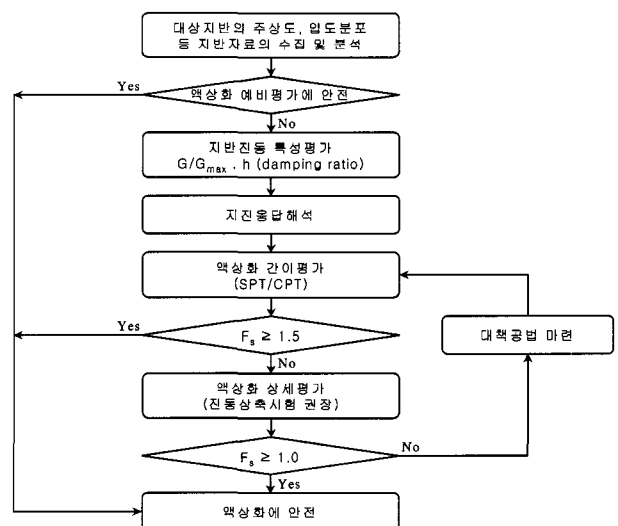 대상지반의 주상도, 입도분포
등 지반자료의 수집 및 분석
Yes
액상화 예비평가에 안전
No
지반진동 특성평가
G/Gmax . h (damping ratio)
지진응답해석
액상화 간이평가
(SPT/CPT)
Yes
Fs ≥ 1.5
대책공법 마련
No
액상화 상세평가
(진동삼축시험 권장)
No
Fs ≥ 1.0
Yes
액상화에 안전